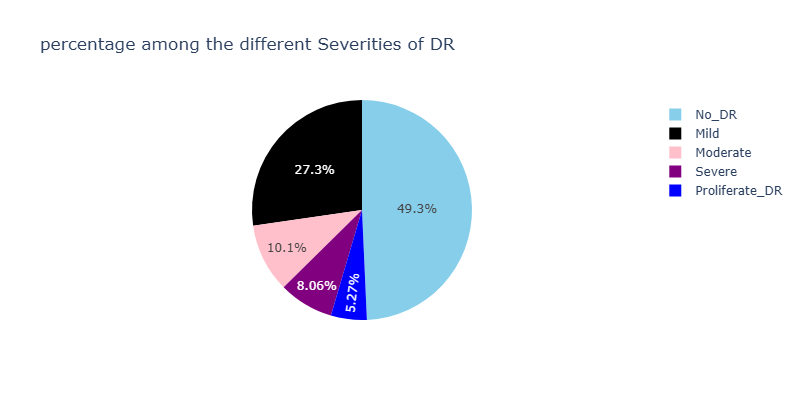 percentage among the different Severities of DR
No_DR
Mild
Moderate
Severe
Proliferate_DR
27.3%
49.3%
10.1%
8.06%
5.27%